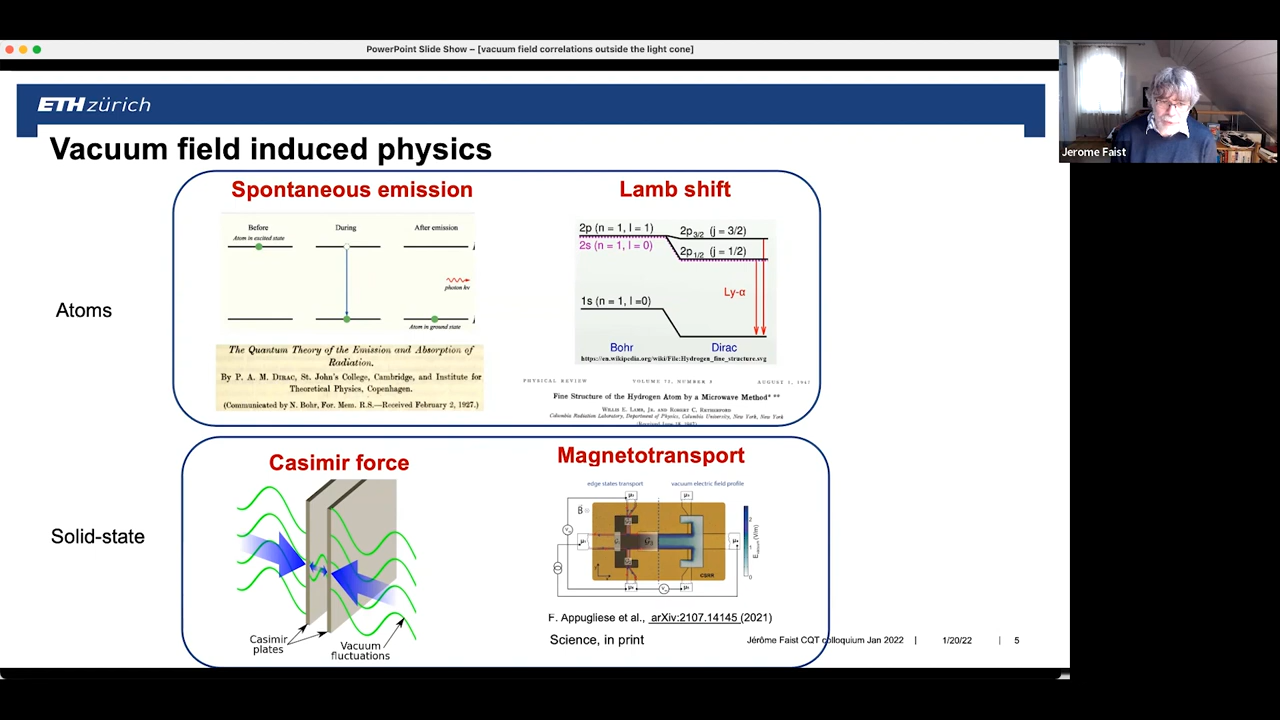 PowerPoint Slide Show – [vacuum field correlations outside the light cone]
ETH zürich
Jerome Faist
Vacuum field induced physics
Spontaneous emission
Lamb shift
Before
During
After emission
Atom in excited state
photon hν
Atom in ground state
2p (n = 1, l = 1)
2s (n = 1, l = 0)
2p3/2 (j = 3/2)
2p1/2 (j = 1/2)
Ly-α
1s (n = 1, l =0)
Bohr
Dirac
https://en.wikipedia.org/wiki/File:Hydrogen_fine_structure.svg
Atoms
The Quantum Theory of the Emission and Absorption of
Radiation.
By P. A. M. DIRAC, St. John's College, Cambridge, and Institute for
Theoretical Physics, Copenhagen.
(Communicated by N. Bohr, For. Mem. R.S.—Received February 2, 1927.)
PHYSICAL REVIEW VOLUME 72, NUMBER 3 AUGUST 1, 1947
Fine Structure of the Hydrogen Atom by a Microwave Method* **
WILLIS E. LAMB, JR. AND ROBERT C. RETHERFORD
Columbia Radiation Laboratory, Department of Physics, Columbia University, New York, New York
Casimir force
Magnetotransport
Solid-state
Casimir
plates
Vacuum
fluctuations
edge states transport
vacuum electric field profile
B
CSRR
F. Appugliese et al., arXiv:2107.14145 (2021)
Science, in print
Jérôme Faist CQT colloquium Jan 2022 | 1/20/22 | 5